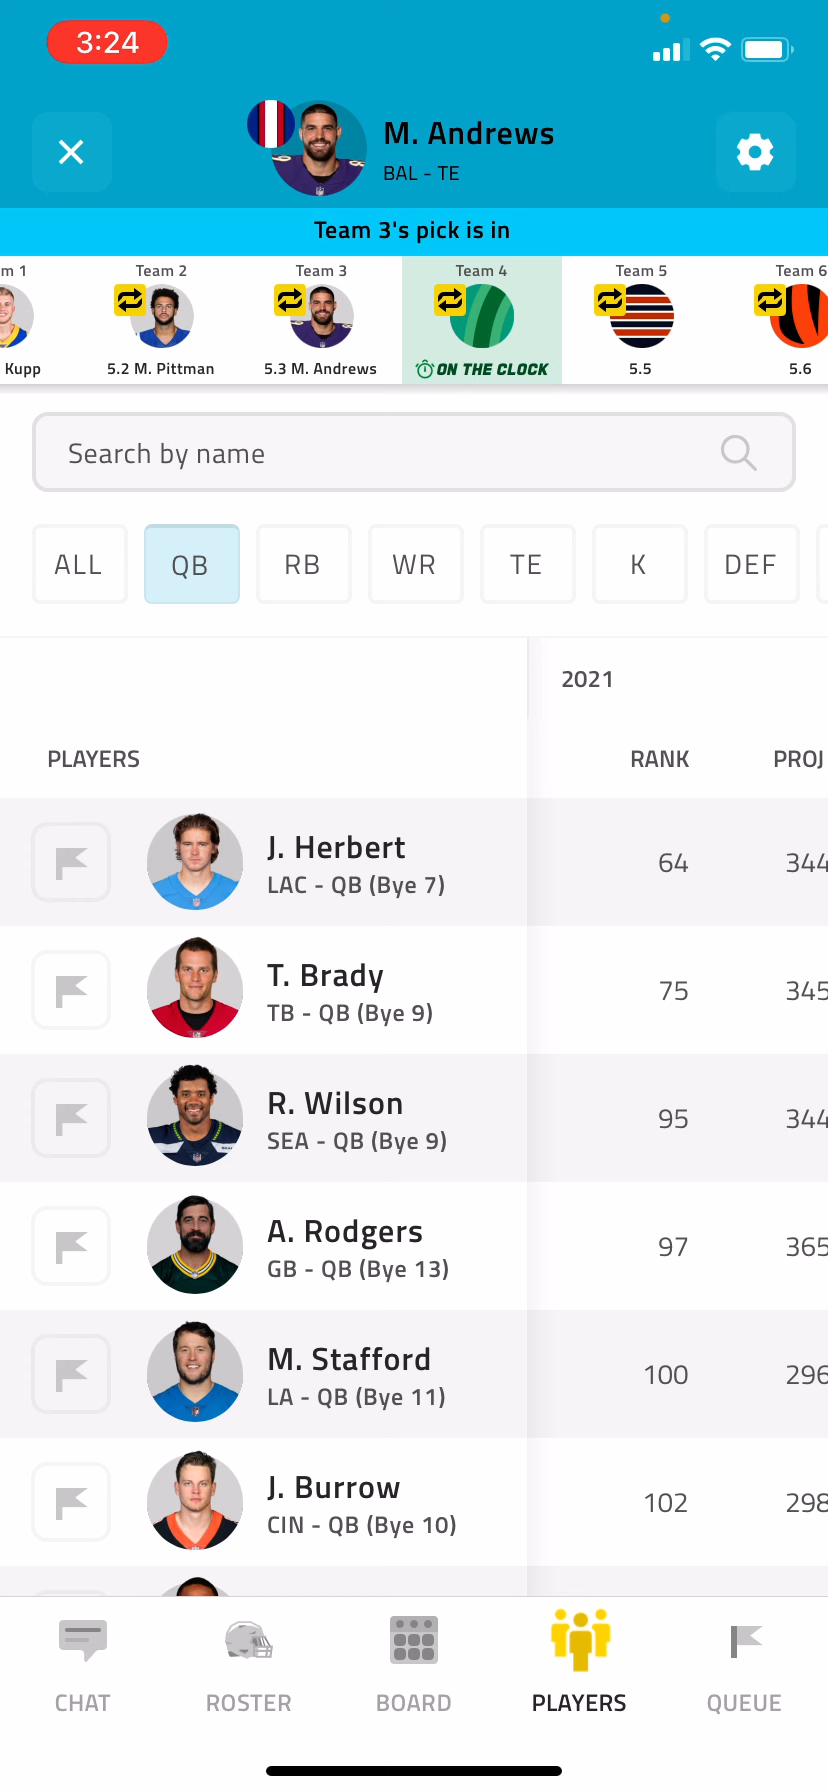 3:24
M. Andrews
BAL - TE
Team 3's pick is in
m 1
Team 2
Team 3
Team 4
Team 5
Team 6
Kupp
5.2 M. Pittman
5.3 M. Andrews
ON THE CLOCK
5.5
5.6
Search by name
ALL
QB
RB
WR
TE
K
DEF
2021
PLAYERS
RANK
PROJ
J. Herbert
LAC - QB (Bye 7)
64
344
T. Brady
TB - QB (Bye 9)
75
345
R. Wilson
SEA - QB (Bye 9)
95
344
A. Rodgers
GB - QB (Bye 13)
97
365
M. Stafford
LA - QB (Bye 11)
100
296
J. Burrow
CIN - QB (Bye 10)
102
298
CHAT
ROSTER
BOARD
PLAYERS
QUEUE